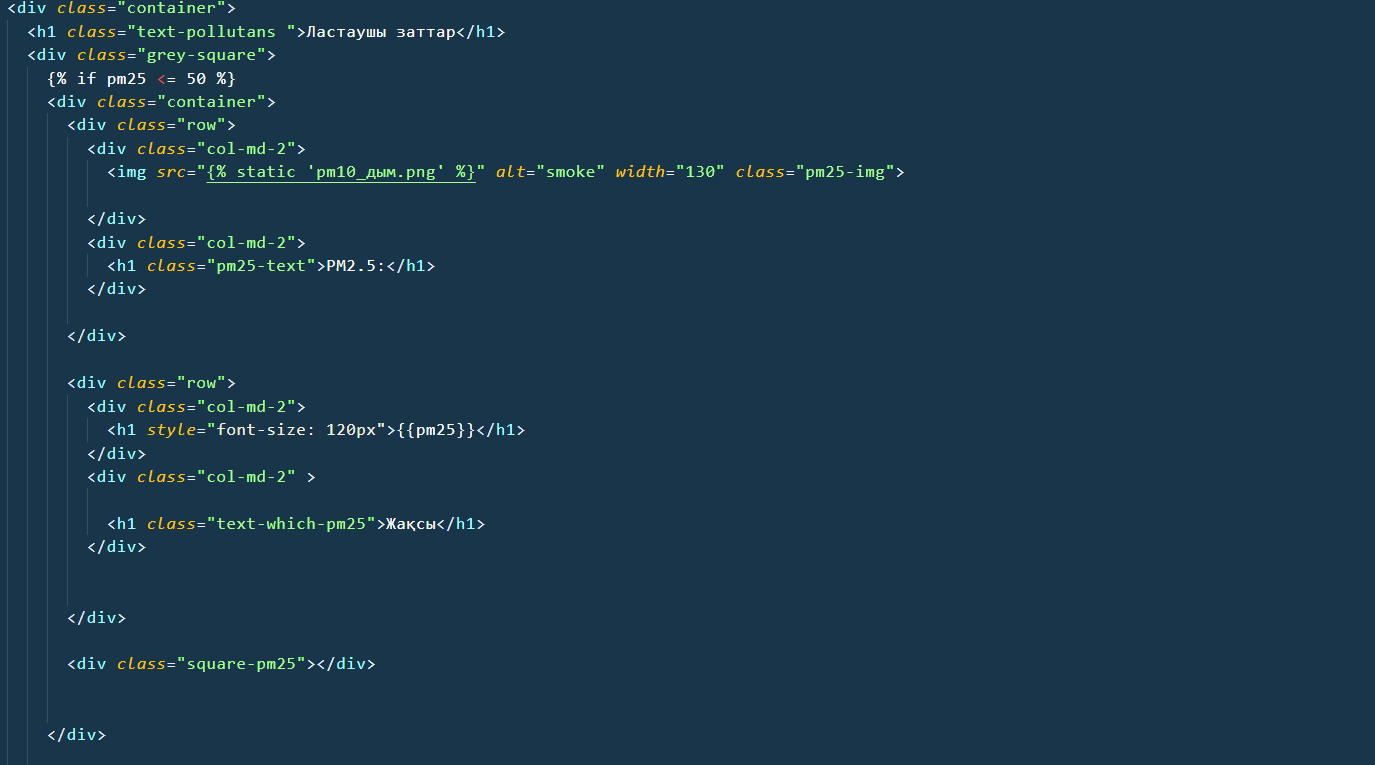 <div class="container">
<h1 class="text-pollutans ">Ластаушы заттар</h1>
<div class="grey-square">
{% if pm25 <= 50 %}
<div class="container">
<div class="row">
<div class="col-md-2">
<img src="{% static 'pm10_дым.png' %}" alt="smoke" width="130" class="pm25-img">
</div>
<div class="col-md-2">
<h1 class="pm25-text">PM2.5:</h1>
</div>
</div>
<div class="row">
<div class="col-md-2">
<h1 style="font-size: 120px">{{pm25}}</h1>
</div>
<div class="col-md-2" >
<h1 class="text-which-pm25">Жақсы</h1>
</div>
</div>
<div class="square-pm25"></div>
</div>